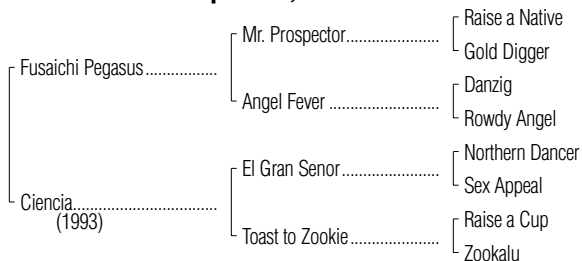 Raise a Native
Mr. Prospector....................
Gold Digger
Fusaichi Pegasus.................
Danzig
Angel Fever .......................
Rowdy Angel
Northern Dancer
El Gran Senor.....................
Sex Appeal
Ciencia..................................
(1993)
Raise a Cup
Toast to Zookie...................
Zookalu